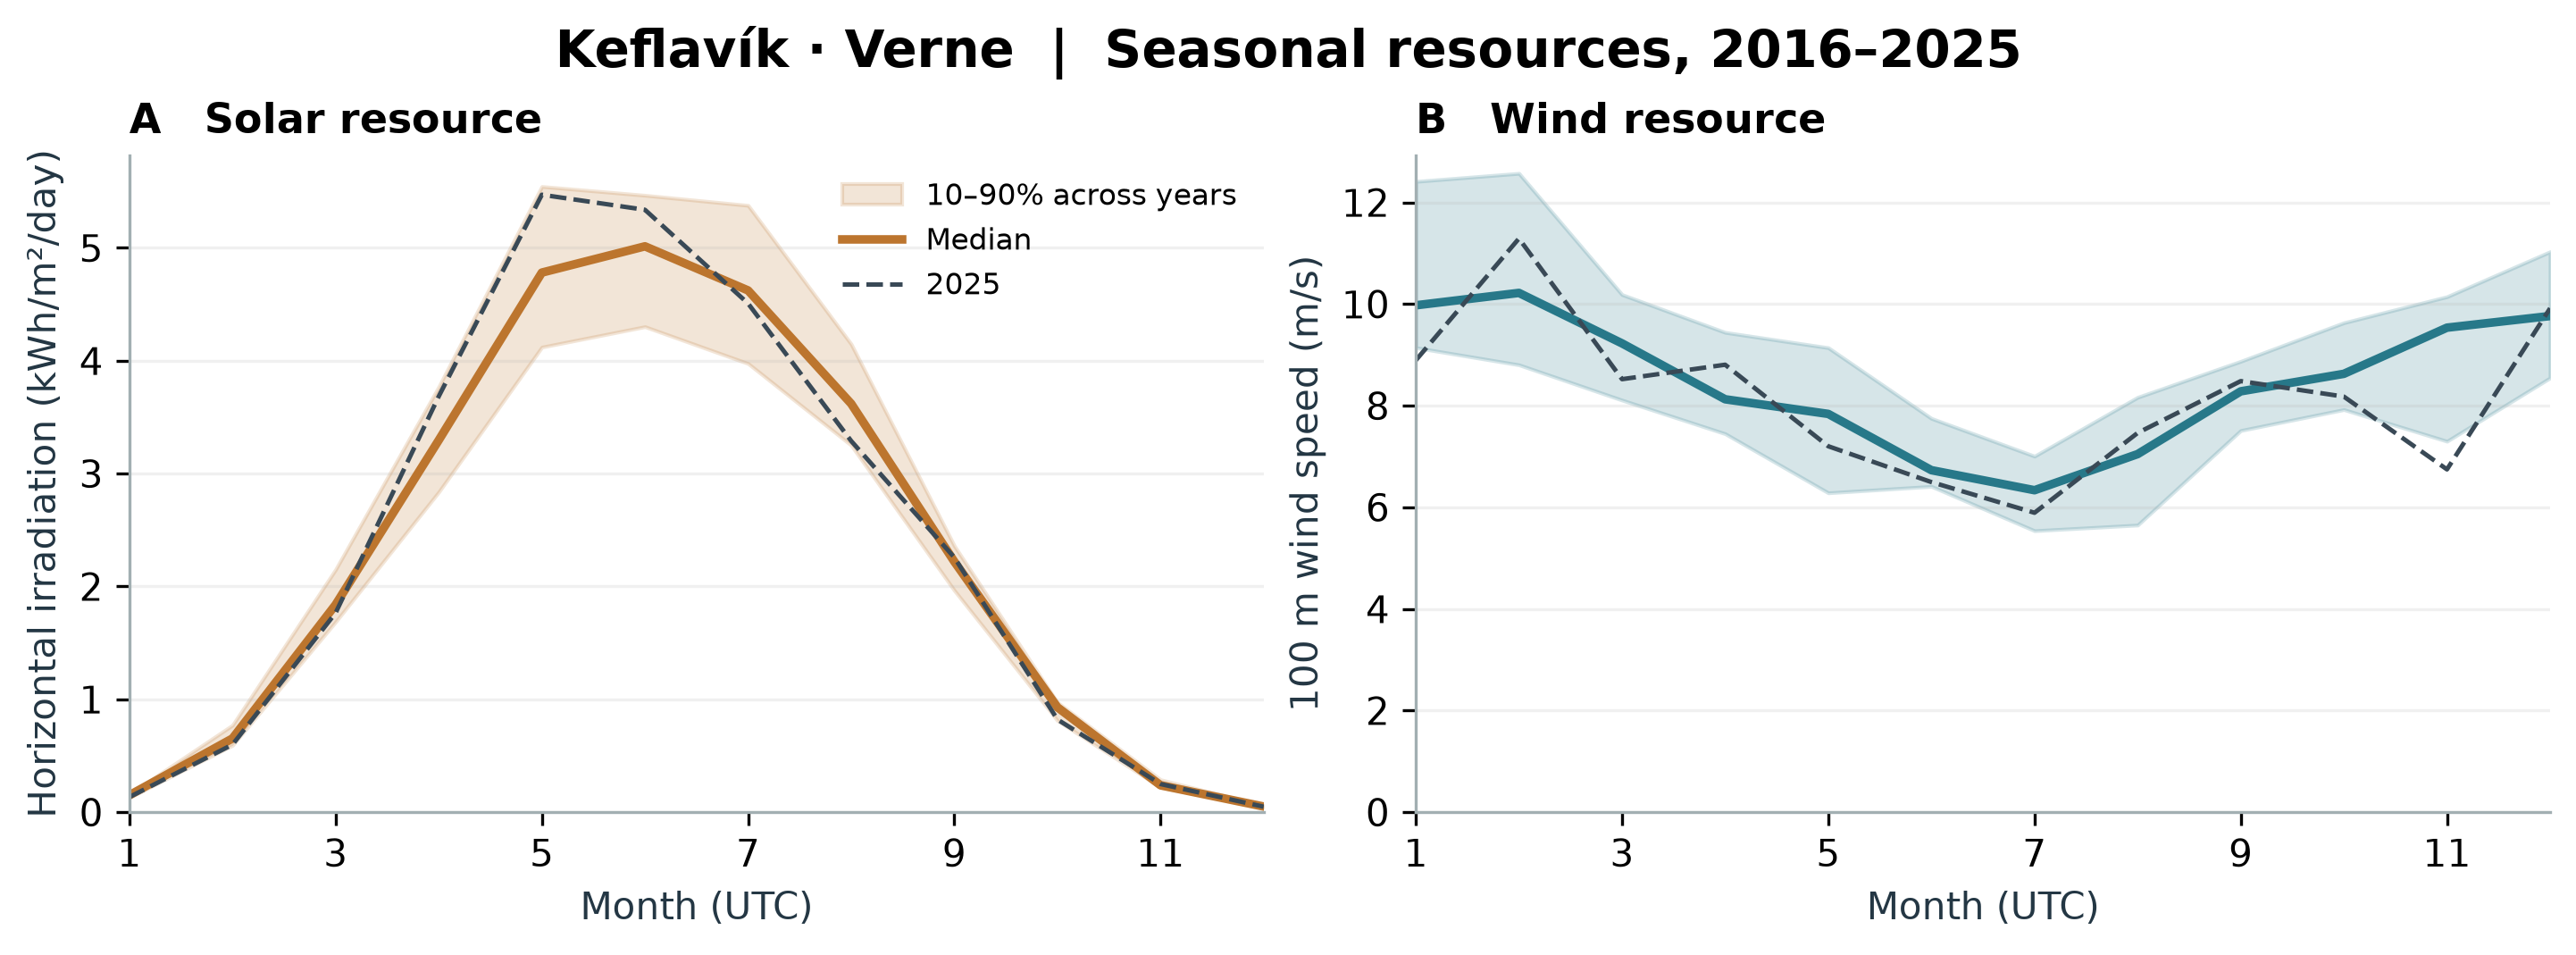 Keflavík · Verne | Seasonal resources, 2016–2025
A Solar resource
Horizontal irradiation (kWh/m²/day)
5
4
3
2
1
0
10–90% across years
Median
2025
1 3 5 7 9 11
Month (UTC)
B Wind resource
100 m wind speed (m/s)
12
10
8
6
4
2
0
1 3 5 7 9 11
Month (UTC)